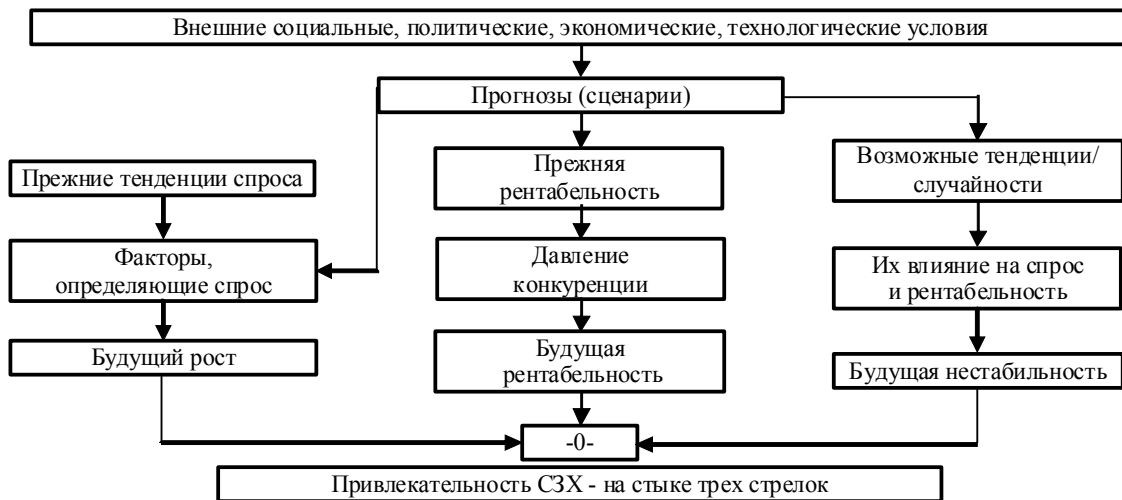 Внешние социальные, политические, экономические, технологические условия
Прогнозы (сценарии)
Прежние тенденции спроса
Факторы,
определяющие спрос
Будущий рост
Прежняя
рентабельность
Давление
конкуренции
Будущая
рентабельность
Возможные тенденции/
случайности
Их влияние на спрос
и рентабельность
Будущая нестабильность
-0-
Привлекательность СЗХ - на стыке трех стрелок